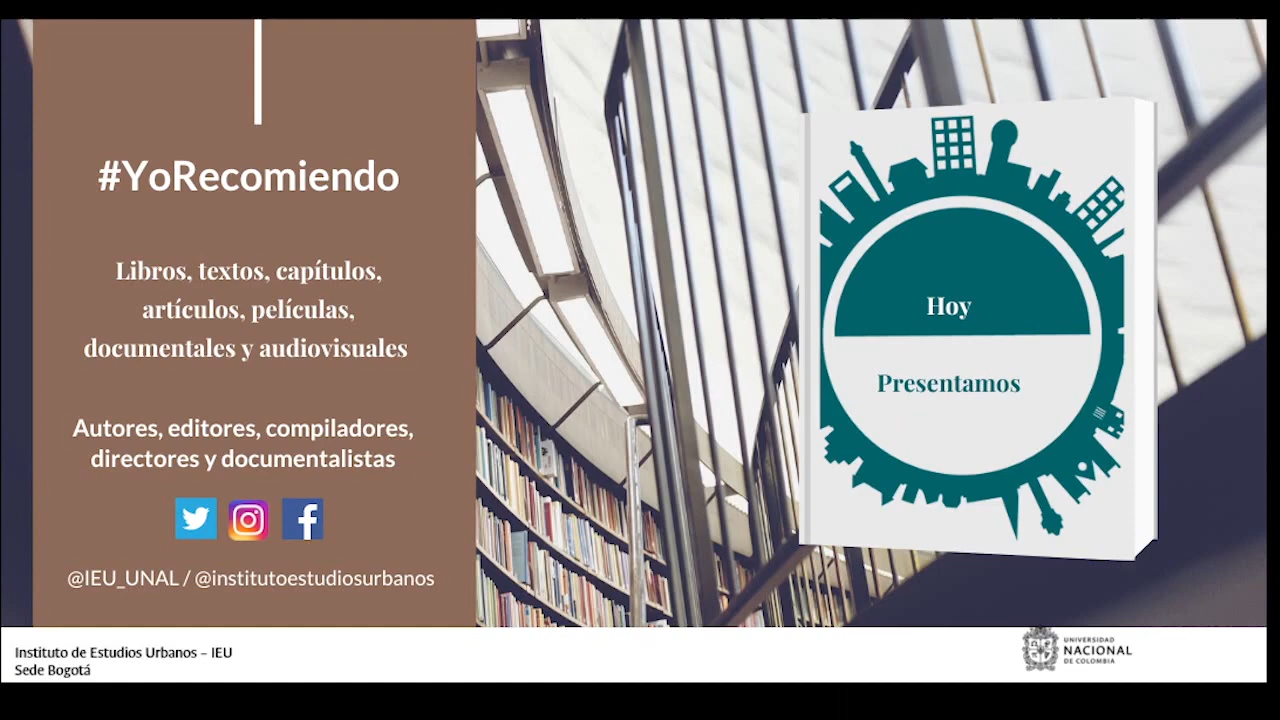 #YoRecomiendo
Libros, textos, capítulos,
artículos, películas,
documentales y audiovisuales
Autores, editores, compiladores,
directores y documentalistas
@IEU_UNAL / @institutoestudiosurbanos
Hoy
Presentamos
Instituto de Estudios Urbanos – IEU
Sede Bogotá
UNIVERSIDAD
NACIONAL
DE COLOMBIA